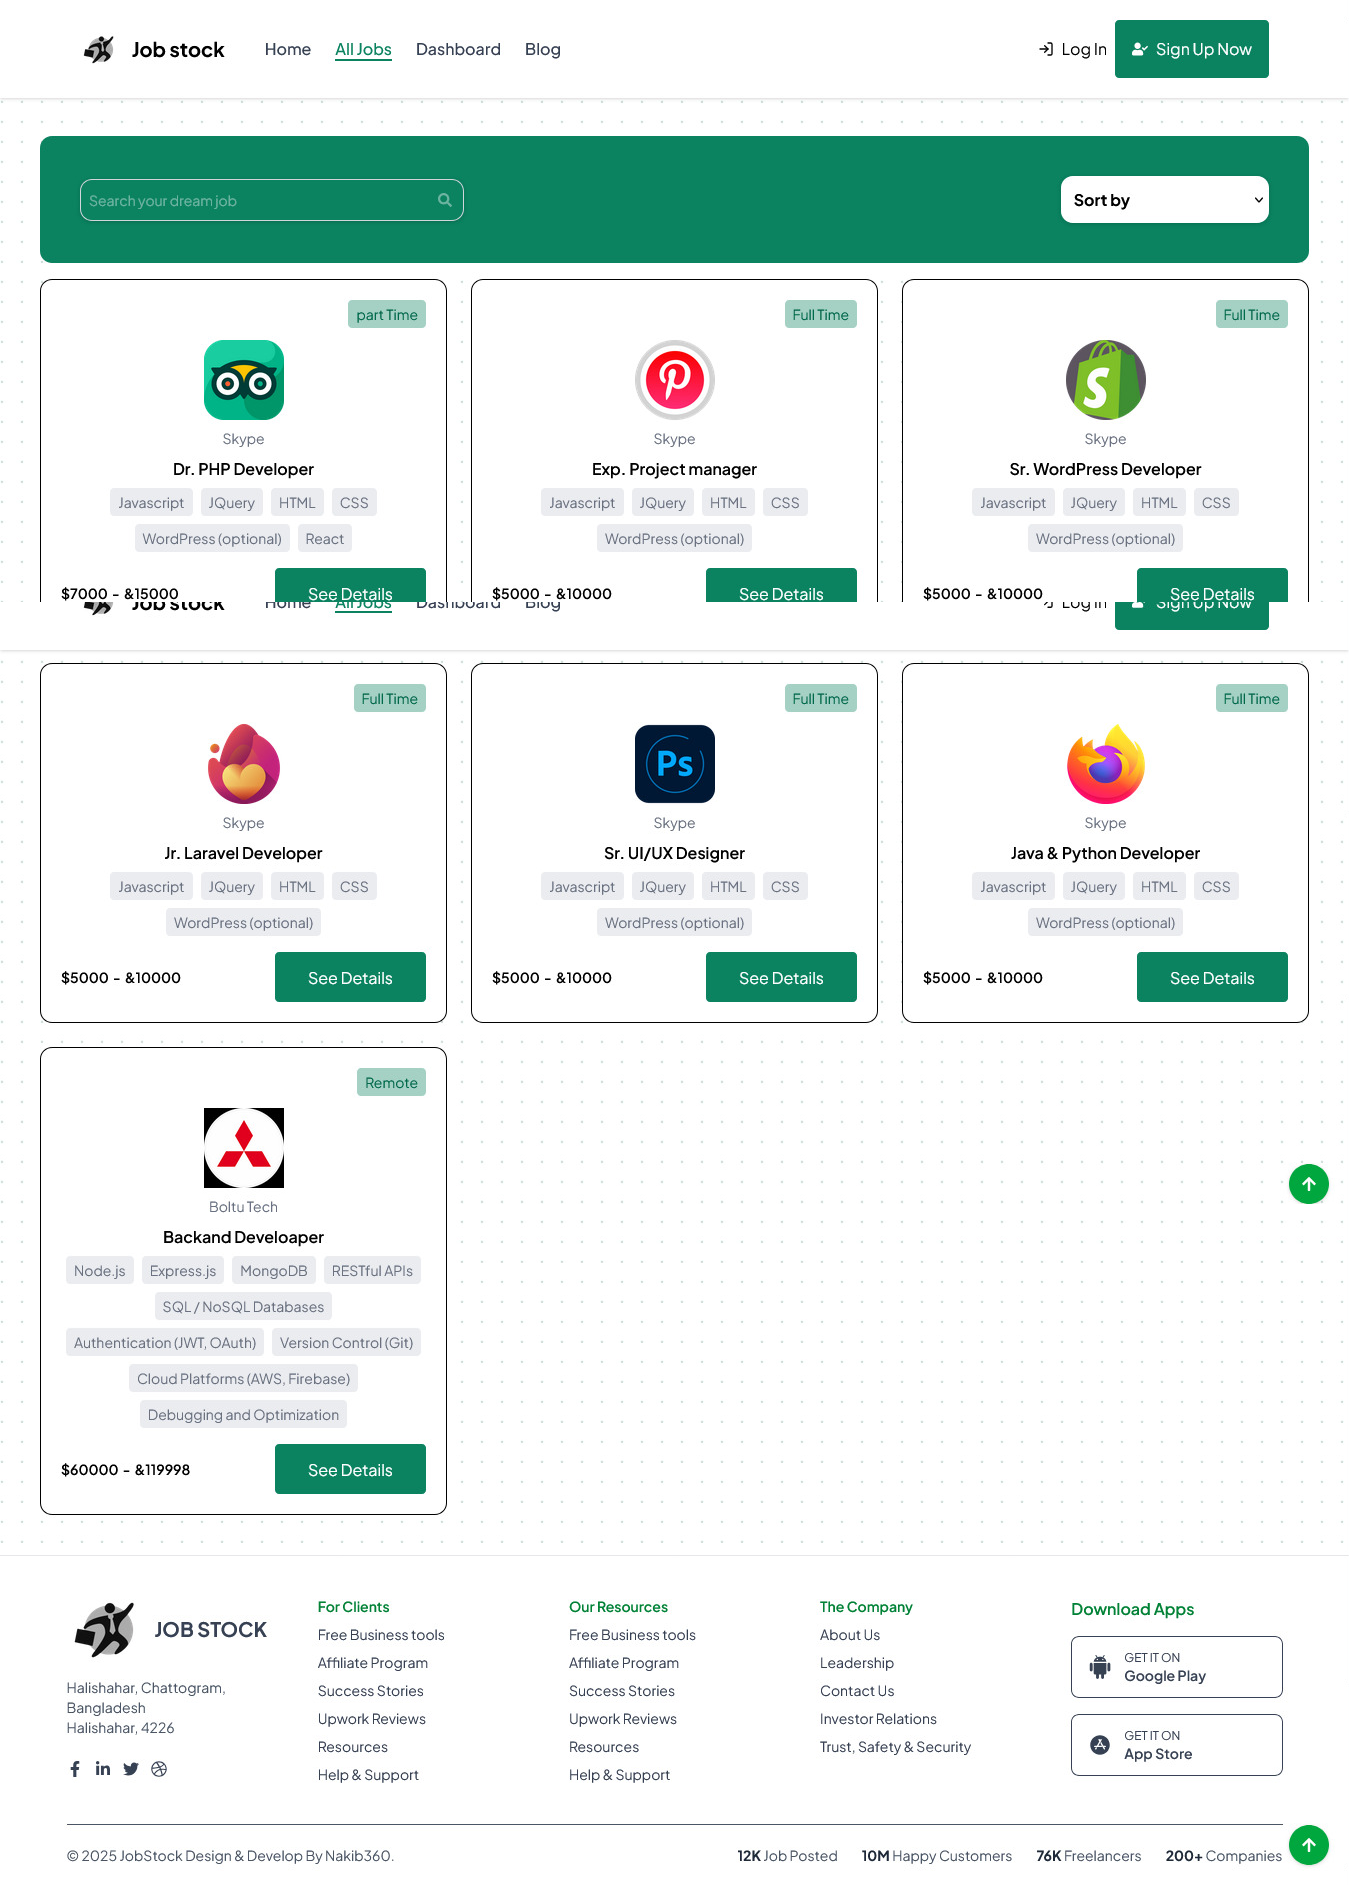 Job stock Home All Jobs Dashboard Blog Log In Sign Up Now
Search your dream job Sort by
part Time Full Time Full Time
Skype Skype Skype
Dr. PHP Developer Exp. Project manager Sr. WordPress Developer
Javascript JQuery HTML CSS Javascript JQuery HTML CSS Javascript JQuery HTML CSS
WordPress (optional) React WordPress (optional) WordPress (optional)
$7000 - &15000 See Details $5000 - &10000 See Details $5000 - &10000 See Details
Job stock Home All Jobs Dashboard Blog Log In Sign Up Now
Full Time Full Time Full Time
Ps
Skype Skype Skype
Jr. Laravel Developer Sr. UI/UX Designer Java & Python Developer
Javascript JQuery HTML CSS Javascript JQuery HTML CSS Javascript JQuery HTML CSS
WordPress (optional) WordPress (optional) WordPress (optional)
$5000 - &10000 See Details $5000 - &10000 See Details $5000 - &10000 See Details
Remote
Boltu Tech
Backand Develoaper
Node.js Express.js MongoDB RESTful APIs
SQL / NoSQL Databases
Authentication (JWT, OAuth) Version Control (Git)
Cloud Platforms (AWS, Firebase)
Debugging and Optimization
$60000 - &119998 See Details
JOB STOCK
Halishahar, Chattogram,
Bangladesh
Halishahar, 4226
For Clients
Free Business tools
Affiliate Program
Success Stories
Upwork Reviews
Resources
Help & Support
Our Resources
Free Business tools
Affiliate Program
Success Stories
Upwork Reviews
Resources
Help & Support
The Company
About Us
Leadership
Contact Us
Investor Relations
Trust, Safety & Security
Download Apps
GET IT ON
Google Play
GET IT ON
App Store
© 2025 JobStock Design & Develop By Nakib360. 12K Job Posted 10M Happy Customers 76K Freelancers 200+ Companies